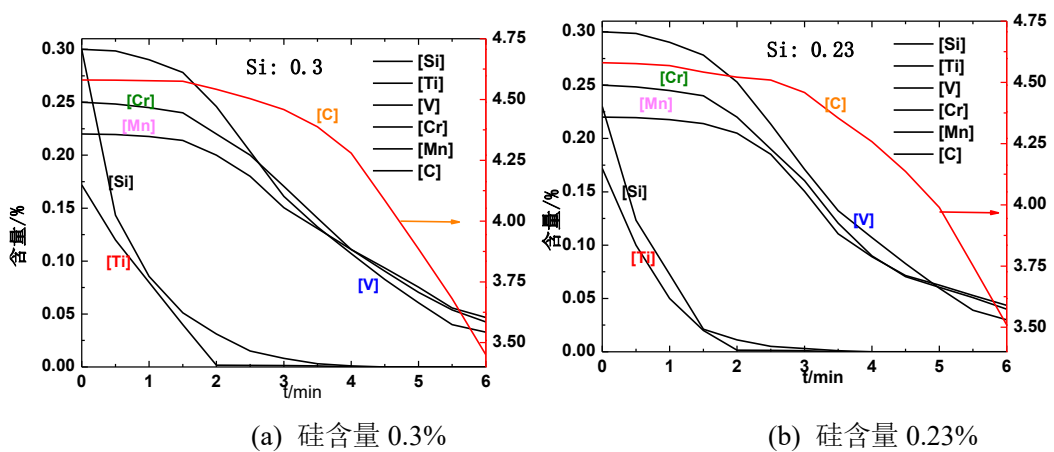 Si: 0.3
[Si]
[Ti]
[V]
[Cr]
[Mn]
[C]
[Cr]
[Mn]
[C]
[Si]
[Ti]
[V]
0.30
0.25
0.20
0.15
0.10
0.05
0.00
含量/%
4.75
4.50
4.25
4.00
3.75
3.50
0 1 2 3 4 5 6
t/min
(a) 硅含量 0.3%
Si: 0.23
[Si]
[Ti]
[V]
[Cr]
[Mn]
[C]
[Cr]
[Mn]
[C]
[Si]
[Ti]
[V]
0.30
0.25
0.20
0.15
0.10
0.05
0.00
含量/%
4.75
4.50
4.25
4.00
3.75
3.50
0 1 2 3 4 5 6
t/min
(b) 硅含量 0.23%